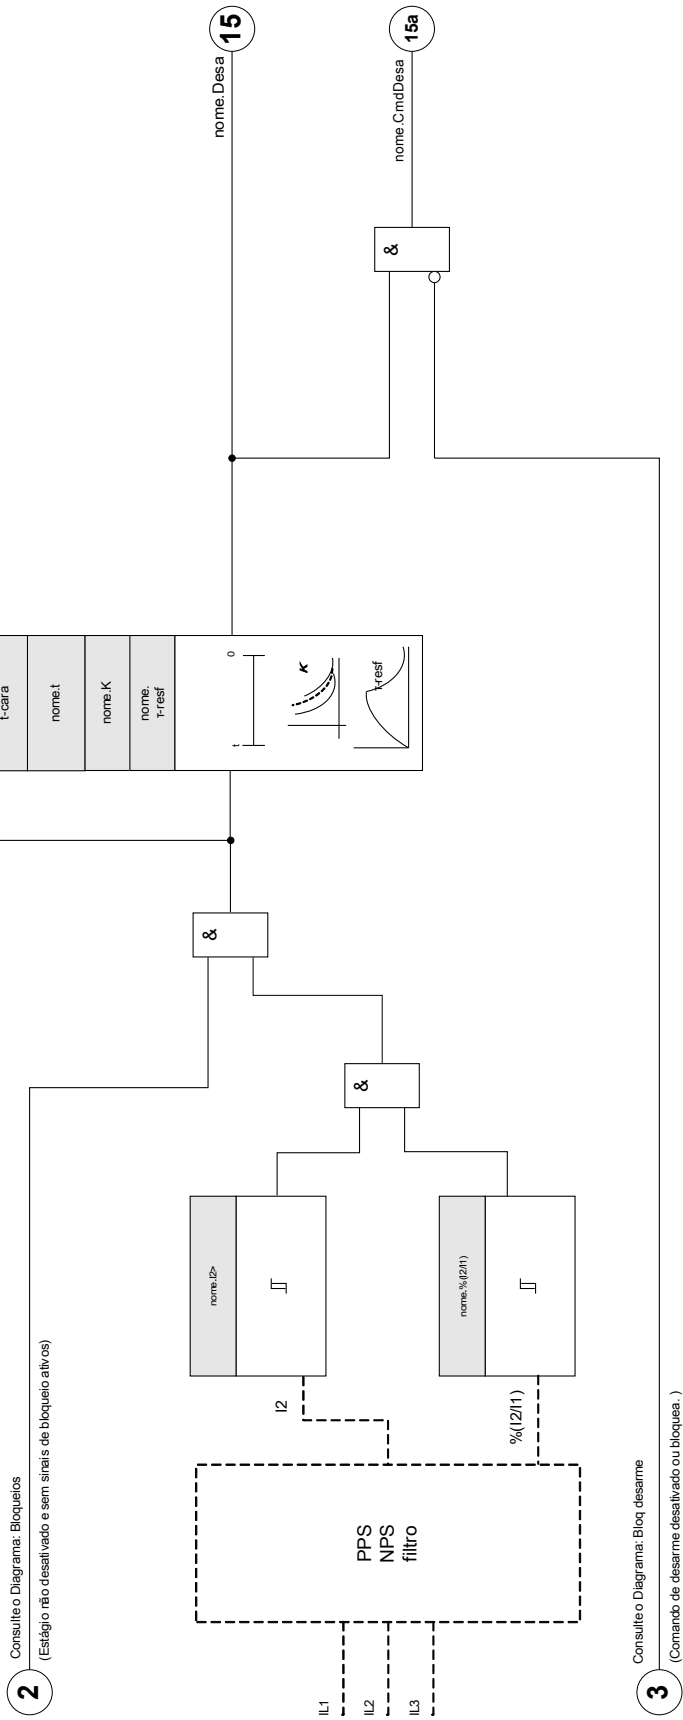 2
Consulte o Diagrama: Bloqueios
(Estágio não desativado e sem sinais de bloqueio ativos)
IL1
IL2
IL3
PPS
NPS
filtro
I2
%(I2/I1)
nome.I2>
nome.%(I2/I1)
&
&
t-cara
nome.t
nome.K
nome.
τ-resf
t
0
K
τ-resf
nome.Desa
15
&
nome.CmdDesa
15a
3
Consulte o Diagrama: Bloq desarme
(Comando de desarme desativado ou bloquea. )